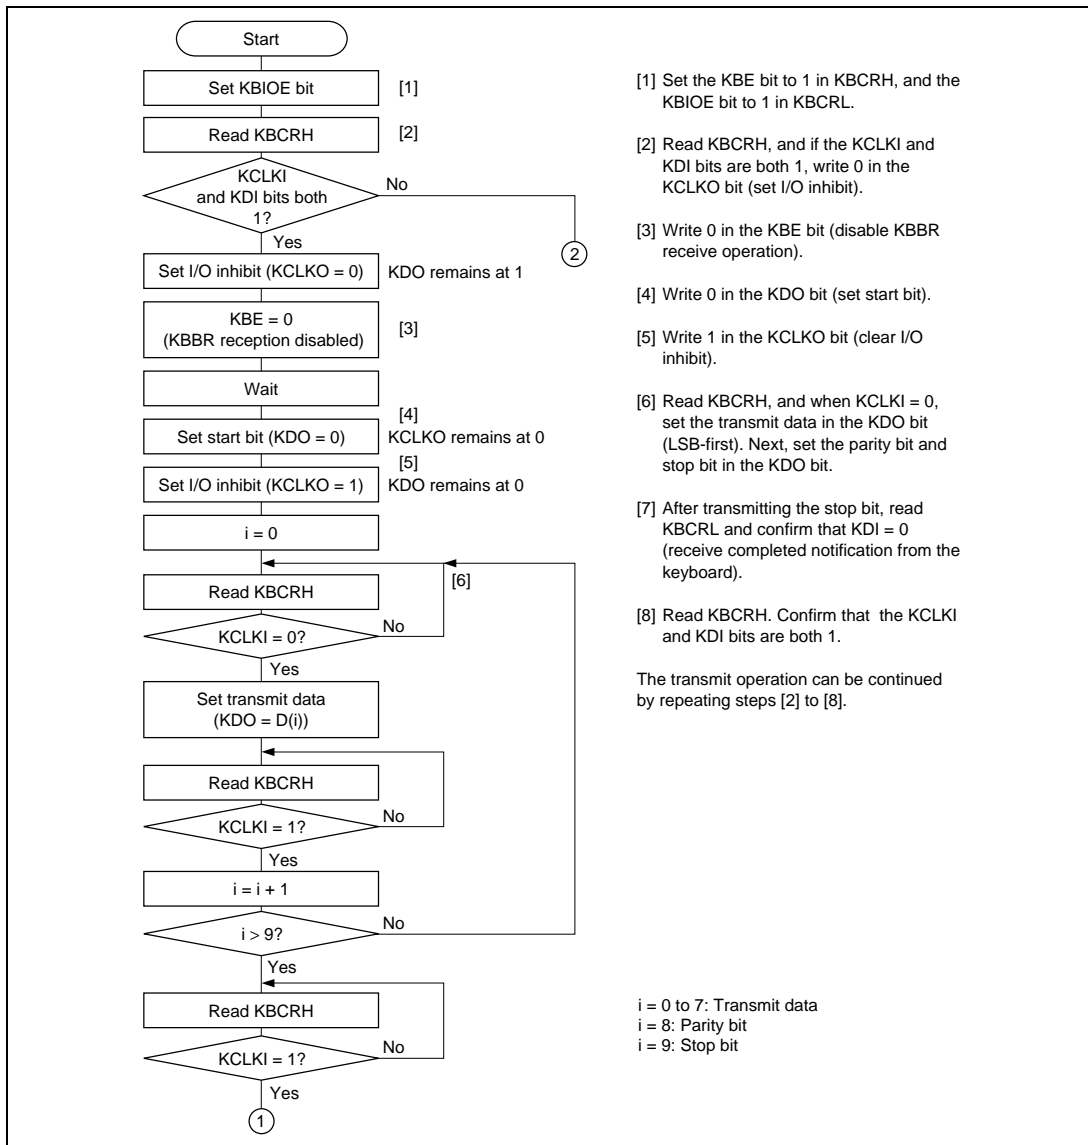 Start
Set KBIOE bit
[1]
Read KBCRH
[2]
KCLKI
and KDI bits both
1?
No
2
Yes
Set I/O inhibit (KCLKO = 0)
KDO remains at 1
KBE = 0
(KBBR reception disabled)
[3]
Wait
[4]
Set start bit (KDO = 0)
KCLKO remains at 0
[5]
Set I/O inhibit (KCLKO = 1)
KDO remains at 0
i = 0
[6]
Read KBCRH
KCLKI = 0?
No
Yes
Set transmit data
(KDO = D(i))
Read KBCRH
KCLKI = 1?
No
Yes
i = i + 1
i > 9?
No
Yes
Read KBCRH
KCLKI = 1?
No
Yes
1
[1] Set the KBE bit to 1 in KBCRH, and the
KBIOE bit to 1 in KBCRL.
[2] Read KBCRH, and if the KCLKI and
KDI bits are both 1, write 0 in the
KCLKO bit (set I/O inhibit).
[3] Write 0 in the KBE bit (disable KBBR
receive operation).
[4] Write 0 in the KDO bit (set start bit).
[5] Write 1 in the KCLKO bit (clear I/O
inhibit).
[6] Read KBCRH, and when KCLKI = 0,
set the transmit data in the KDO bit
(LSB-first). Next, set the parity bit and
stop bit in the KDO bit.
[7] After transmitting the stop bit, read
KBCRL and confirm that KDI = 0
(receive completed notification from the
keyboard).
[8] Read KBCRH. Confirm that the KCLKI
and KDI bits are both 1.
The transmit operation can be continued
by repeating steps [2] to [8].
i = 0 to 7: Transmit data
i = 8: Parity bit
i = 9: Stop bit